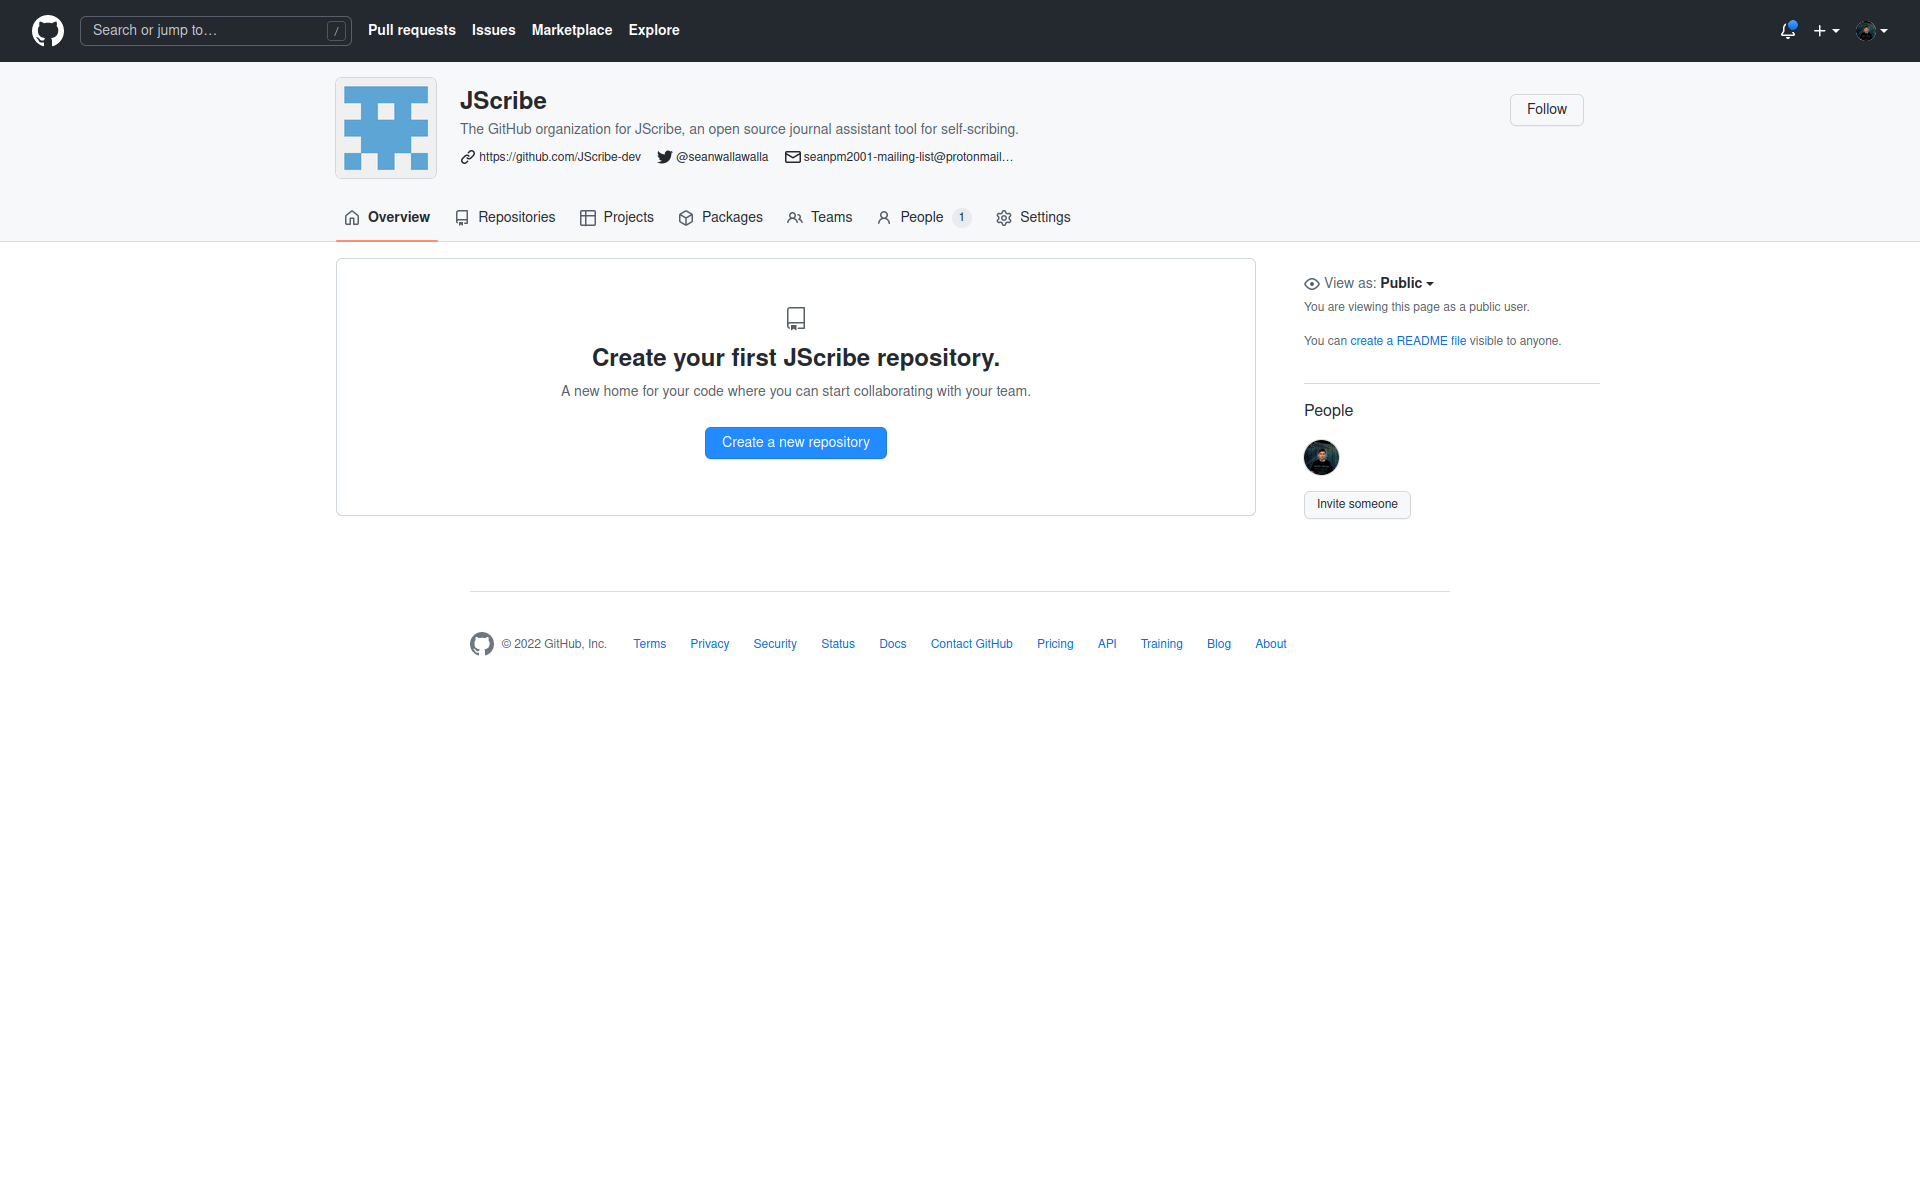 Search or jump to… /
Pull requests Issues Marketplace Explore
JScribe
Follow
The GitHub organization for JScribe, an open source journal assistant tool for self-scribing.
https://github.com/JScribe-dev @seanwallawalla seanpm2001-mailing-list@protonmail…
Overview Repositories Projects Packages Teams People 1 Settings
Create your first JScribe repository.
A new home for your code where you can start collaborating with your team.
Create a new repository
View as: Public
You are viewing this page as a public user.
You can create a README file visible to anyone.
People
Invite someone
© 2022 GitHub, Inc. Terms Privacy Security Status Docs Contact GitHub Pricing API Training Blog About